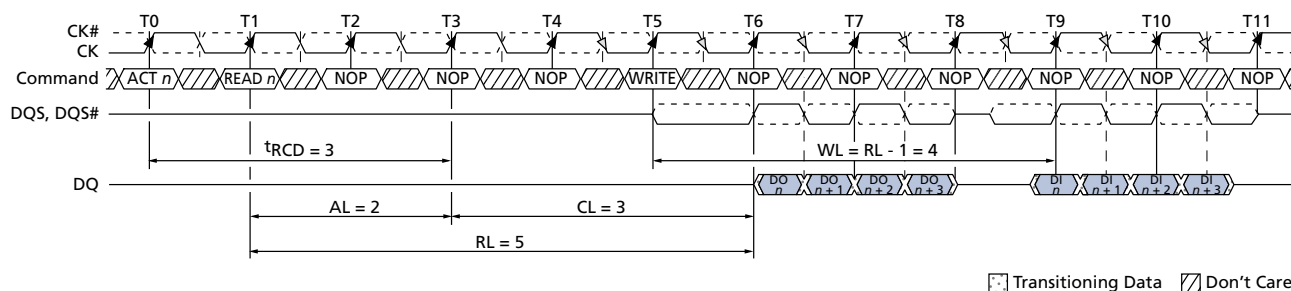 T0 T1 T2 T3 T4 T5 T6 T7 T8 T9 T10 T11
CK#
CK
Command ACT n READ n NOP NOP NOP WRITE NOP NOP NOP NOP NOP NOP
DQS, DQS#
tRCD = 3 WL = RL - 1 = 4
DQ DO n DO n + 1 DO n + 2 DO n + 3 DI n DI n + 1 DI n + 2 DI n + 3
AL = 2 CL = 3
RL = 5
Transitioning Data Don't Care